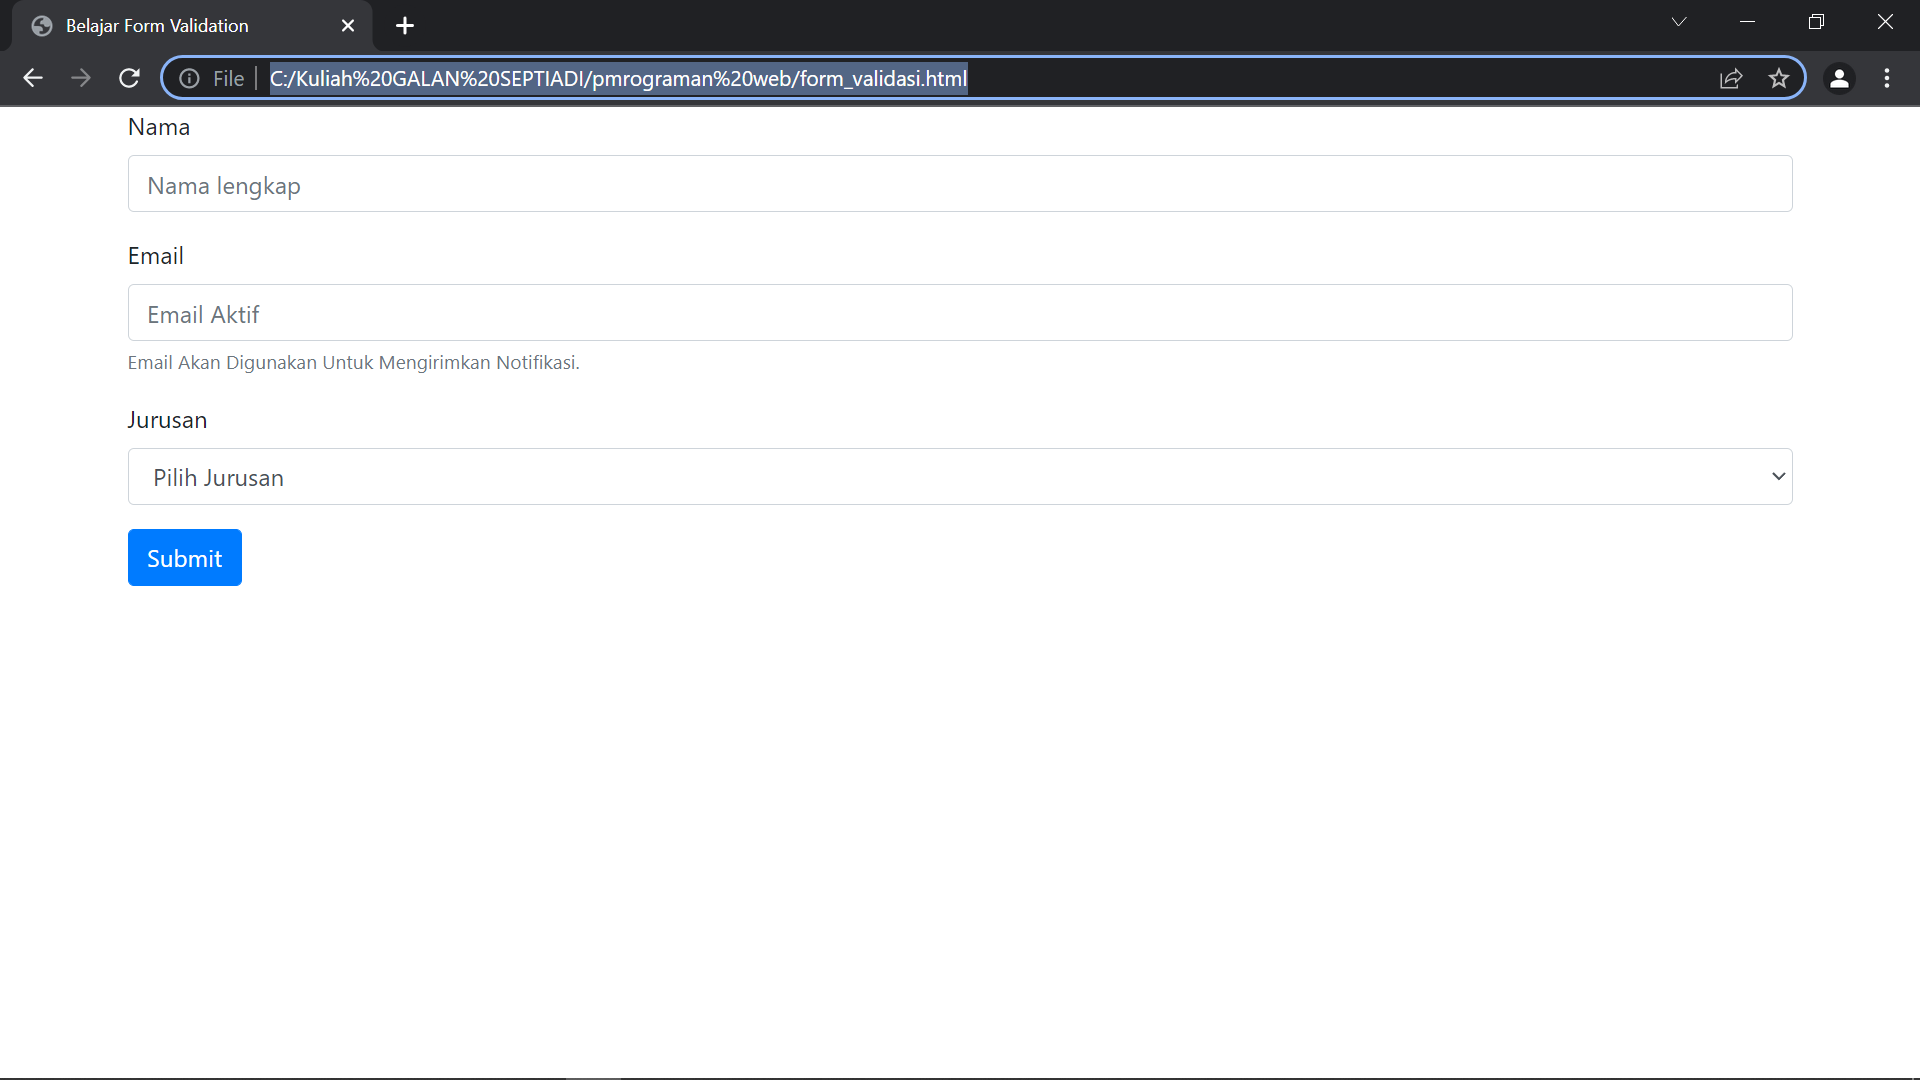 Belajar Form Validation
File
C:/Kuliah%20GALAN%20SEPTIADI/pmrograman%20web/form_validasi.html
Nama
Nama lengkap
Email
Email Aktif
Email Akan Digunakan Untuk Mengirimkan Notifikasi.
Jurusan
Pilih Jurusan
Submit